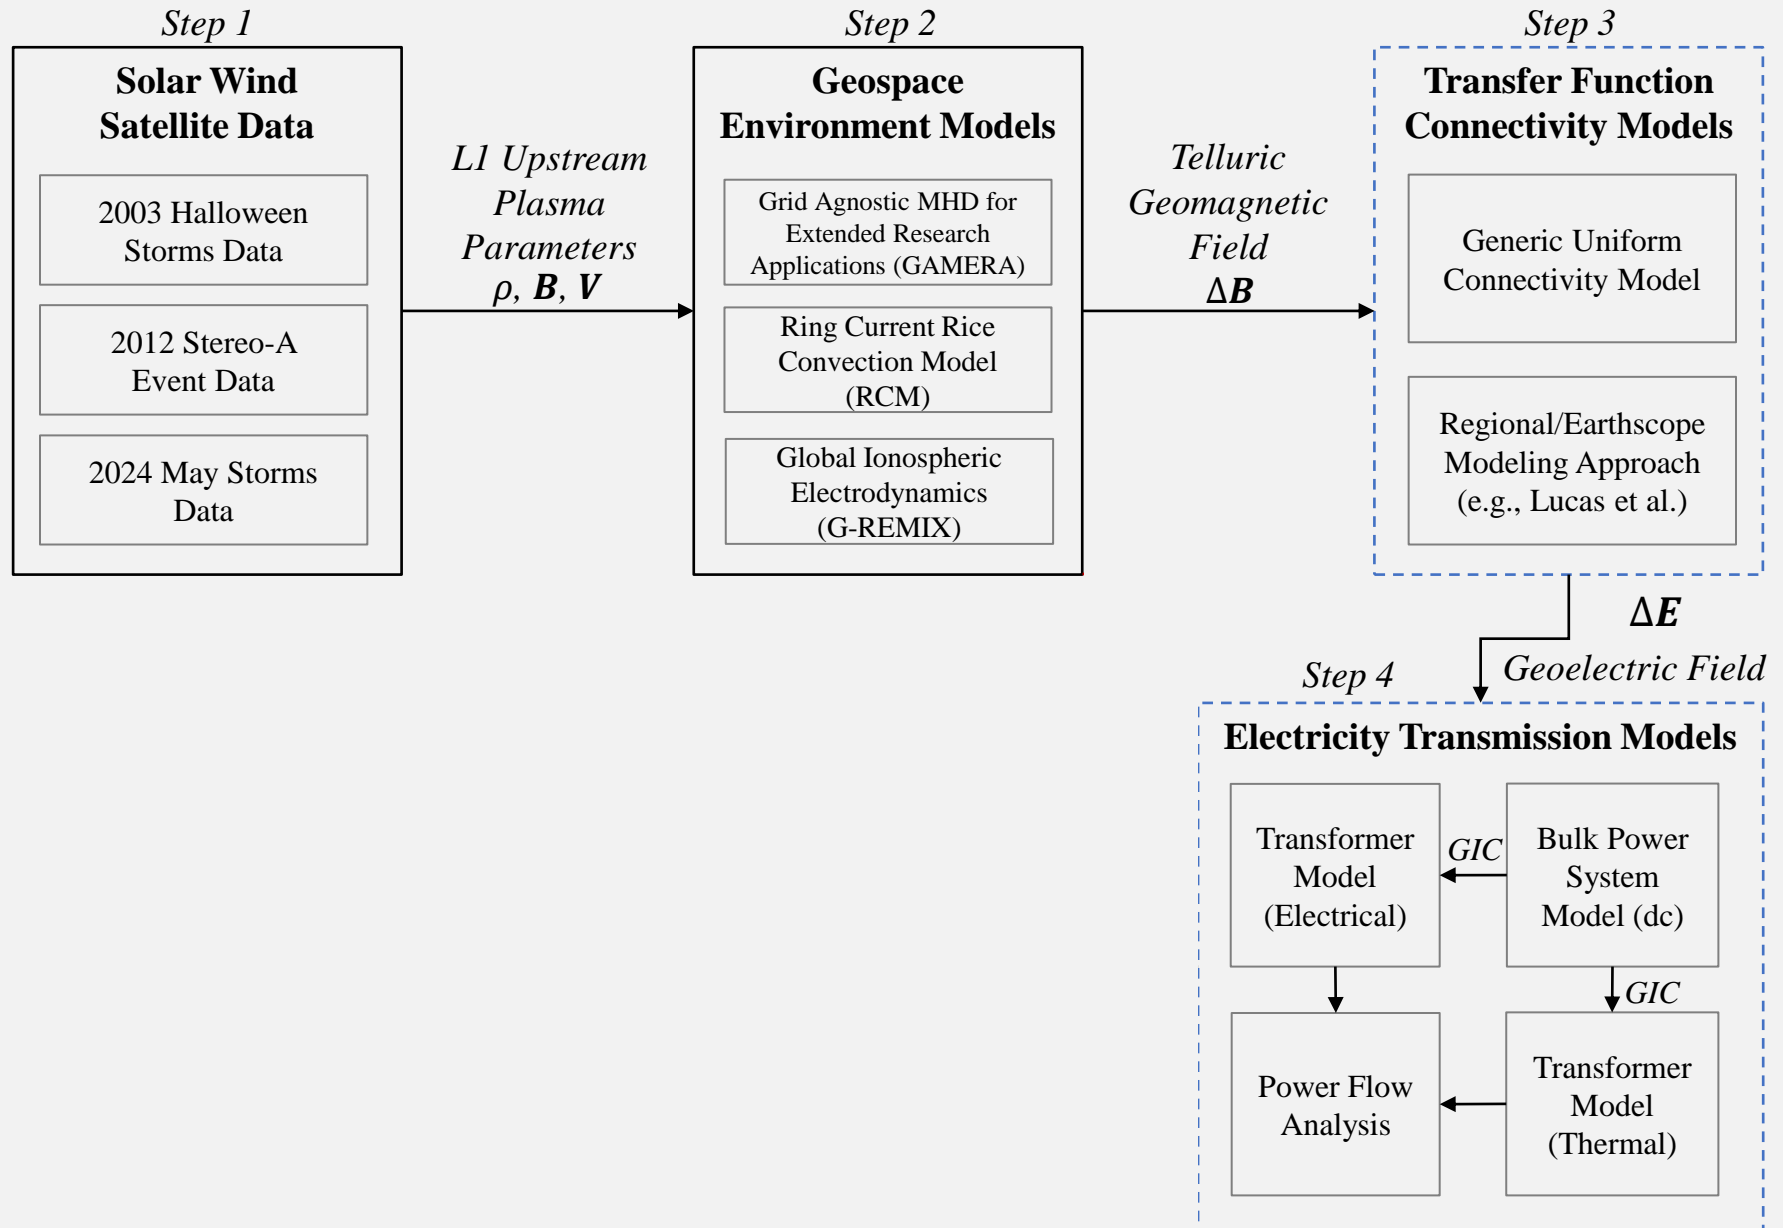 Step 1
Solar Wind
Satellite Data
2003 Halloween
Storms Data
2012 Stereo-A
Event Data
2024 May Storms
Data
L1 Upstream
Plasma
Parameters
ρ, B, V
Step 2
Geospace
Environment Models
Grid Agnostic MHD for
Extended Research
Applications (GAMERA)
Ring Current Rice
Convection Model
(RCM)
Global Ionospheric
Electrodynamics
(G-REMIX)
Telluric
Geomagnetic
Field
ΔB
Step 3
Transfer Function
Connectivity Models
Generic Uniform
Connectivity Model
Regional/Earthscope
Modeling Approach
(e.g., Lucas et al.)
ΔE
Geoelectric Field
Step 4
Electricity Transmission Models
Transformer
Model
(Electrical)
GIC
Bulk Power
System
Model (dc)
GIC
Power Flow
Analysis
Transformer
Model
(Thermal)